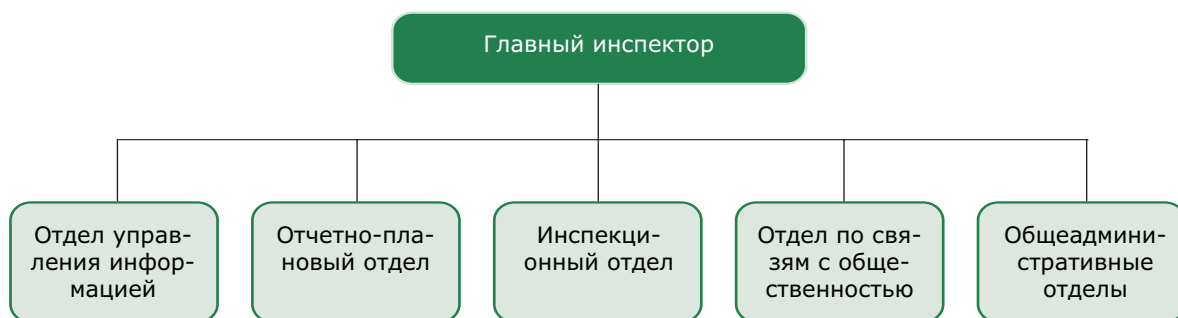 Главный инспектор
Отдел управ-
ления инфор-
мацией
Отчетно-пла-
новый отдел
Инспекци-
онный отдел
Отдел по свя-
зям с обще-
ственностью
Общеадмини-
стративные
отделы